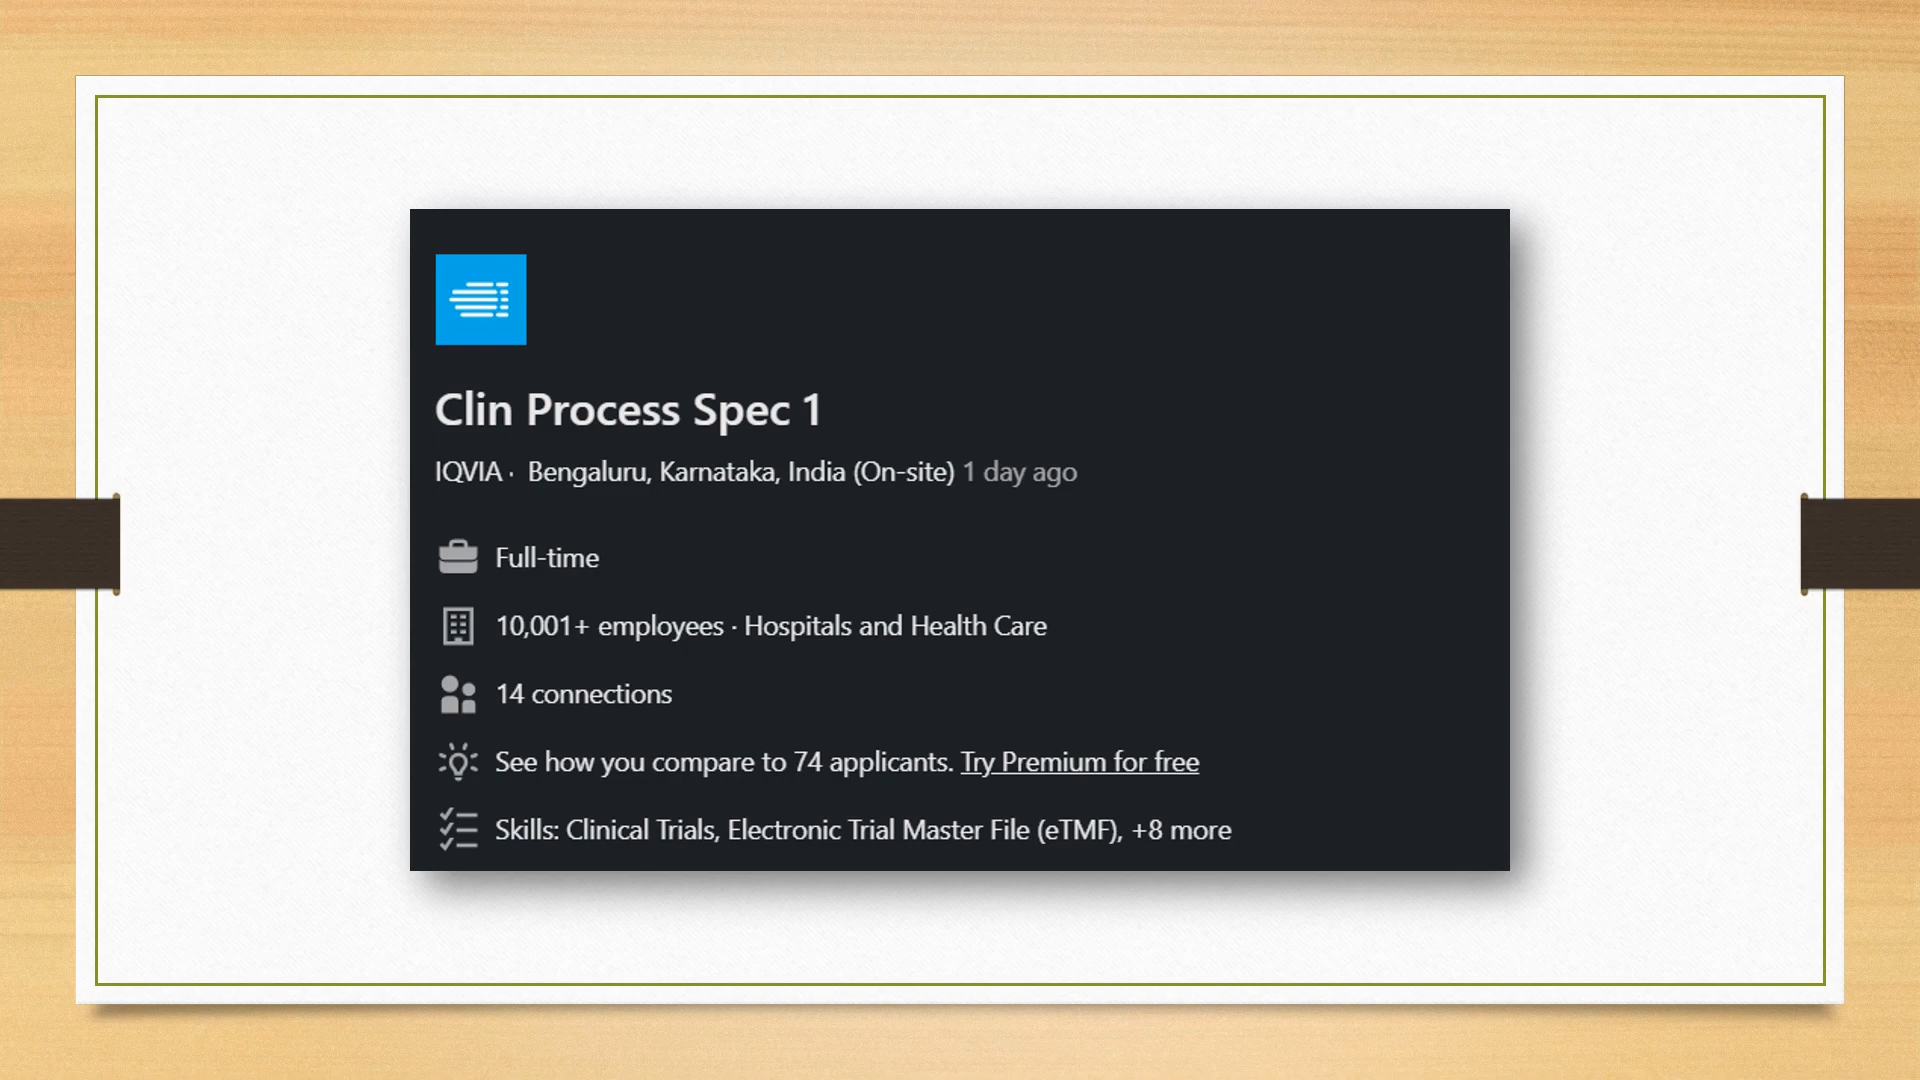 Clin Process Spec 1
IQVIA · Bengaluru, Karnataka, India (On-site) 1 day ago
Full-time
10,001+ employees · Hospitals and Health Care
14 connections
See how you compare to 74 applicants. Try Premium for free
Skills: Clinical Trials, Electronic Trial Master File (eTMF), +8 more